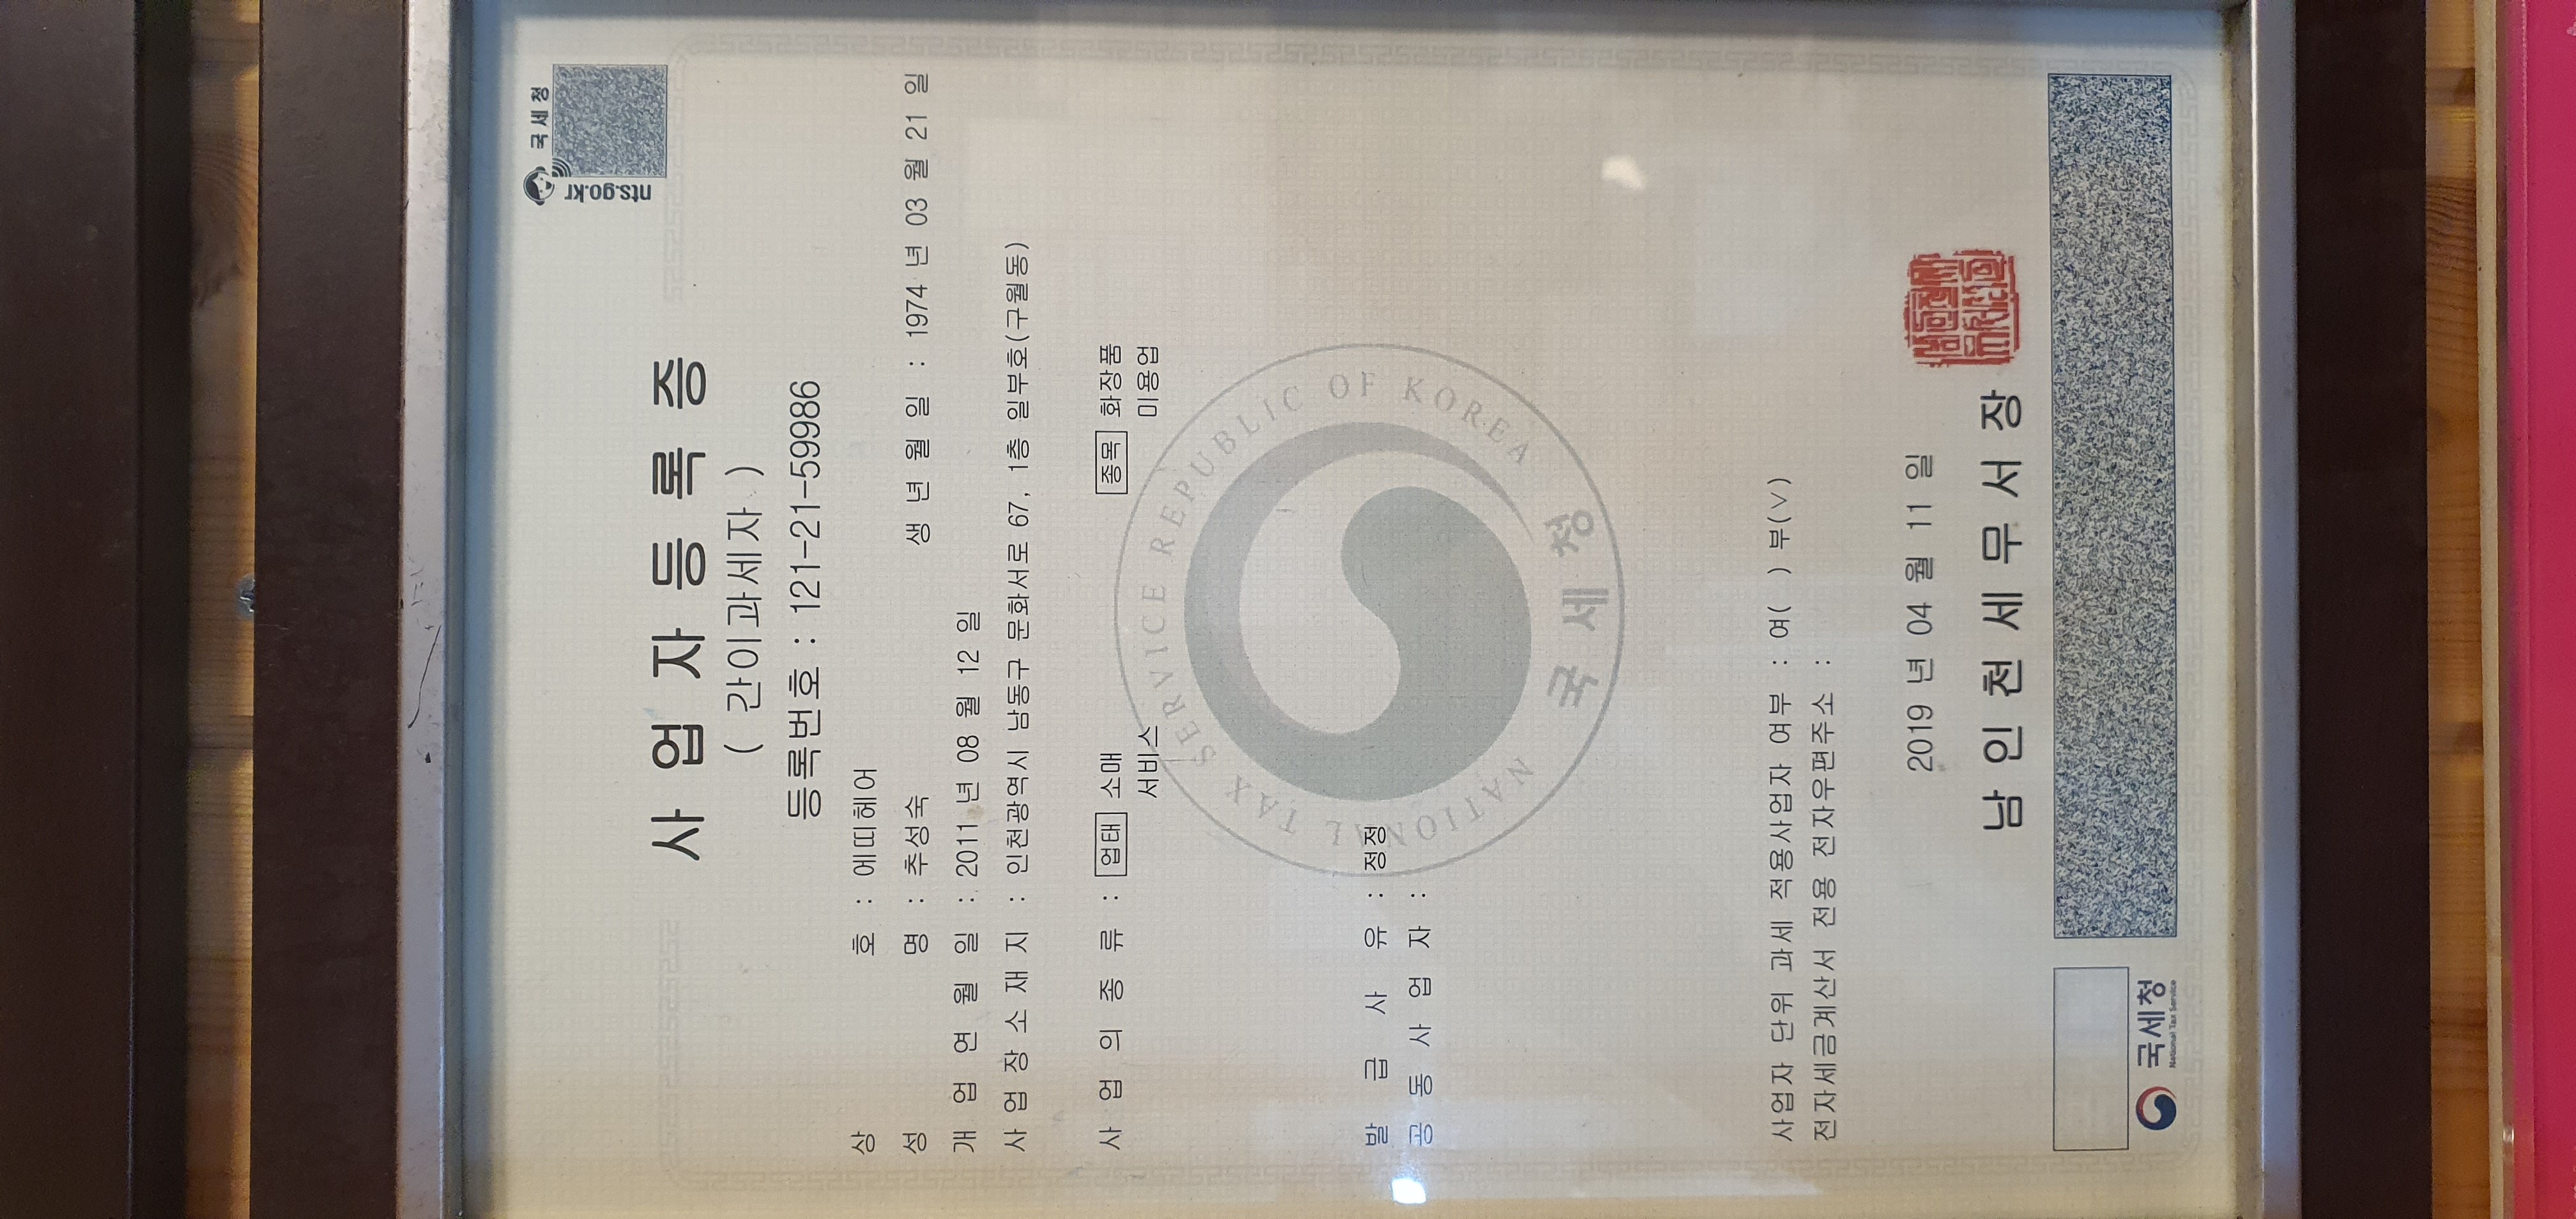 국세청
nts.go.kr
사업자등록증
( 간이과세자 )
등록번호 : 121-21-59986
상 호 : 에띠헤어
성 명 : 추성숙 생 년 월 일 : 1974 년 03 월 21 일
개 업 연 월 일 : 2011 년 08 월 12 일
사 업 장 소 재 지 : 인천광역시 남동구 문화서로 67, 1층 일부호(구월동)
사 업 의 종 류 : 업태 소매 종목 화장품
서비스 미용업
NATIONAL TAX SERVICE REPUBLIC OF KOREA
국세청
발 급 사 유 : 정정
공 동 사 업 자 :
사업자 단위 과세 적용사업자 여부 : 여( ) 부(∨)
전자세금계산서 전용 전자우편주소 :
2019 년 04 월 11 일
남 인 천 세 무 서 장
국세청
National Tax Service